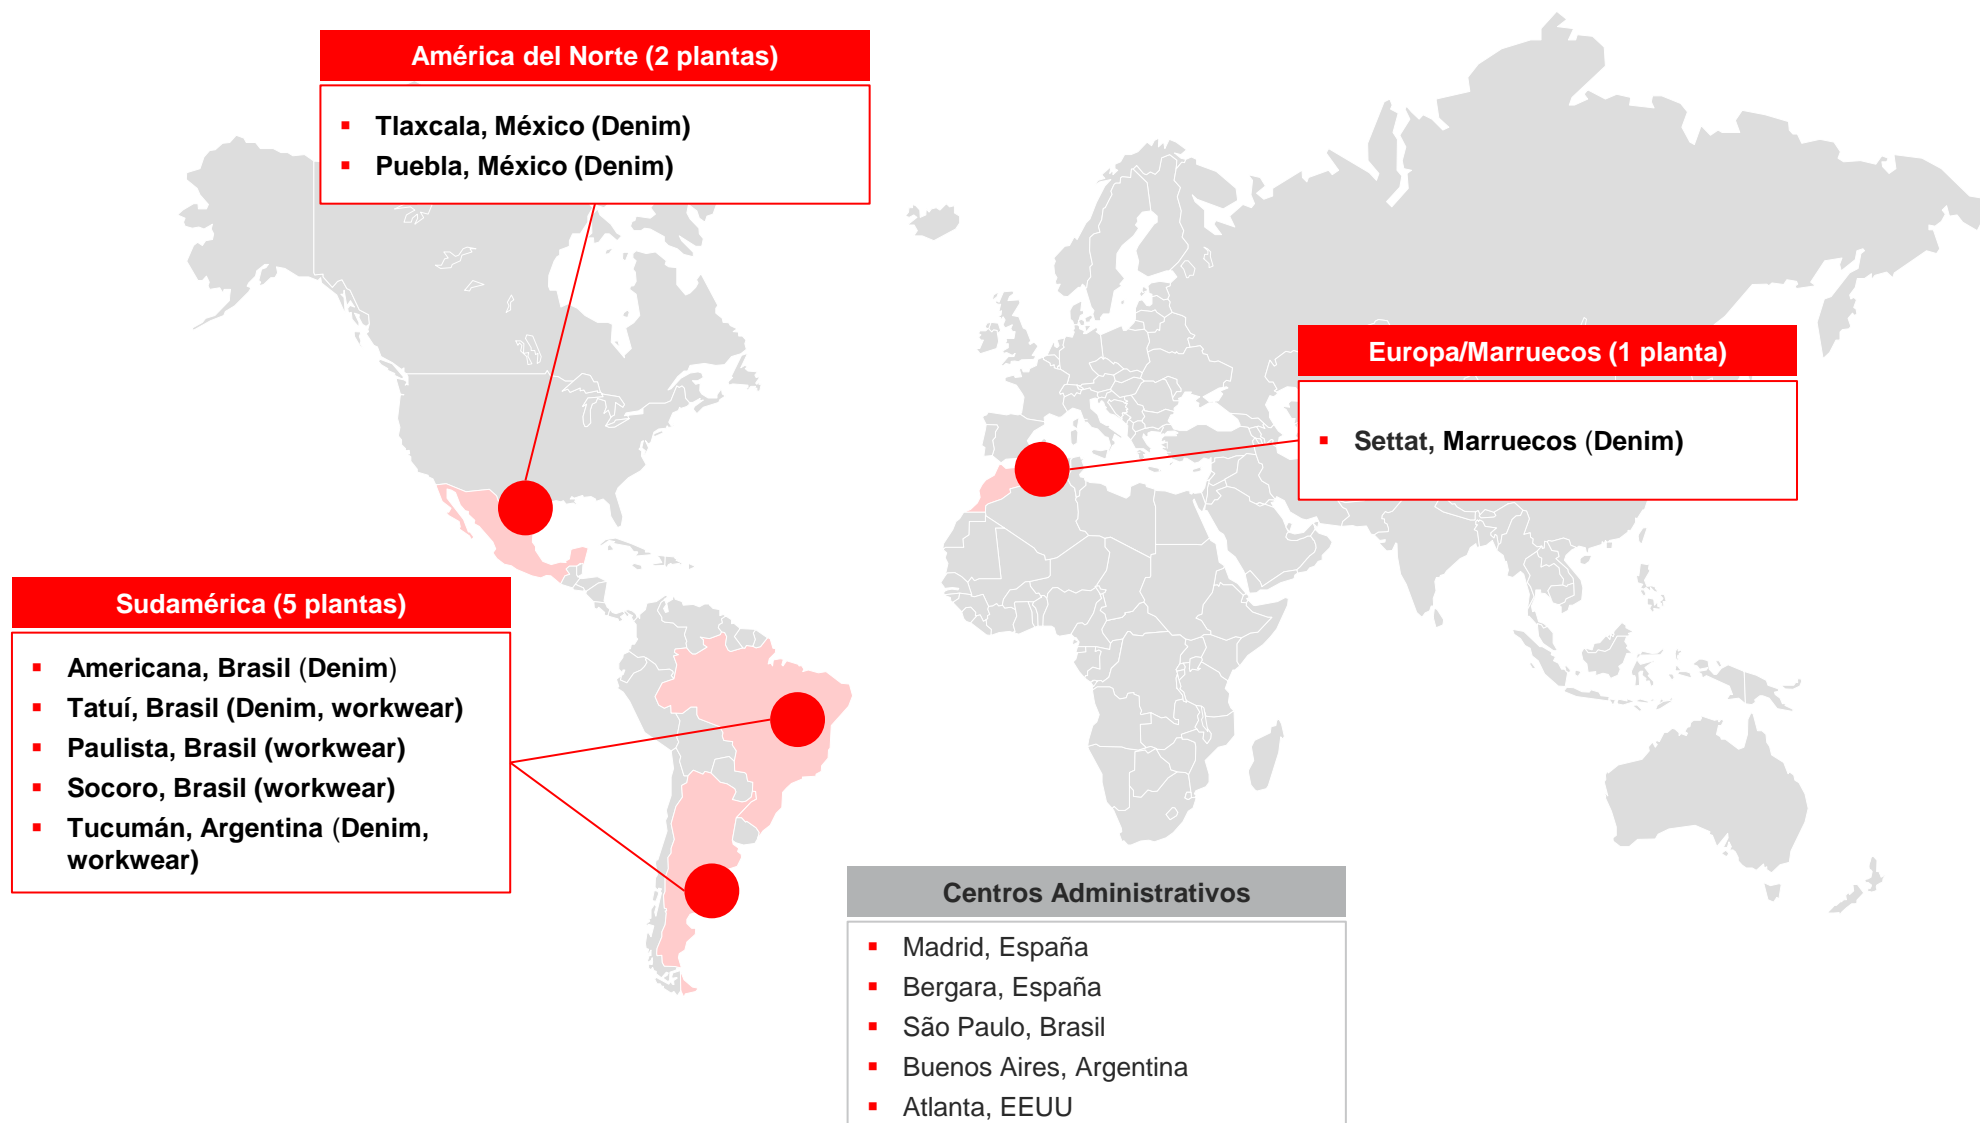 América del Norte (2 plantas)
Tlaxcala, México (Denim)
Puebla, México (Denim)
Europa/Marruecos (1 planta)
Settat, Marruecos (Denim)
Sudamérica (5 plantas)
Americana, Brasil (Denim)
Tatuí, Brasil (Denim, workwear)
Paulista, Brasil (workwear)
Socoro, Brasil (workwear)
Tucumán, Argentina (Denim,
workwear)
Centros Administrativos
Madrid, España
Bergara, España
São Paulo, Brasil
Buenos Aires, Argentina
Atlanta, EEUU